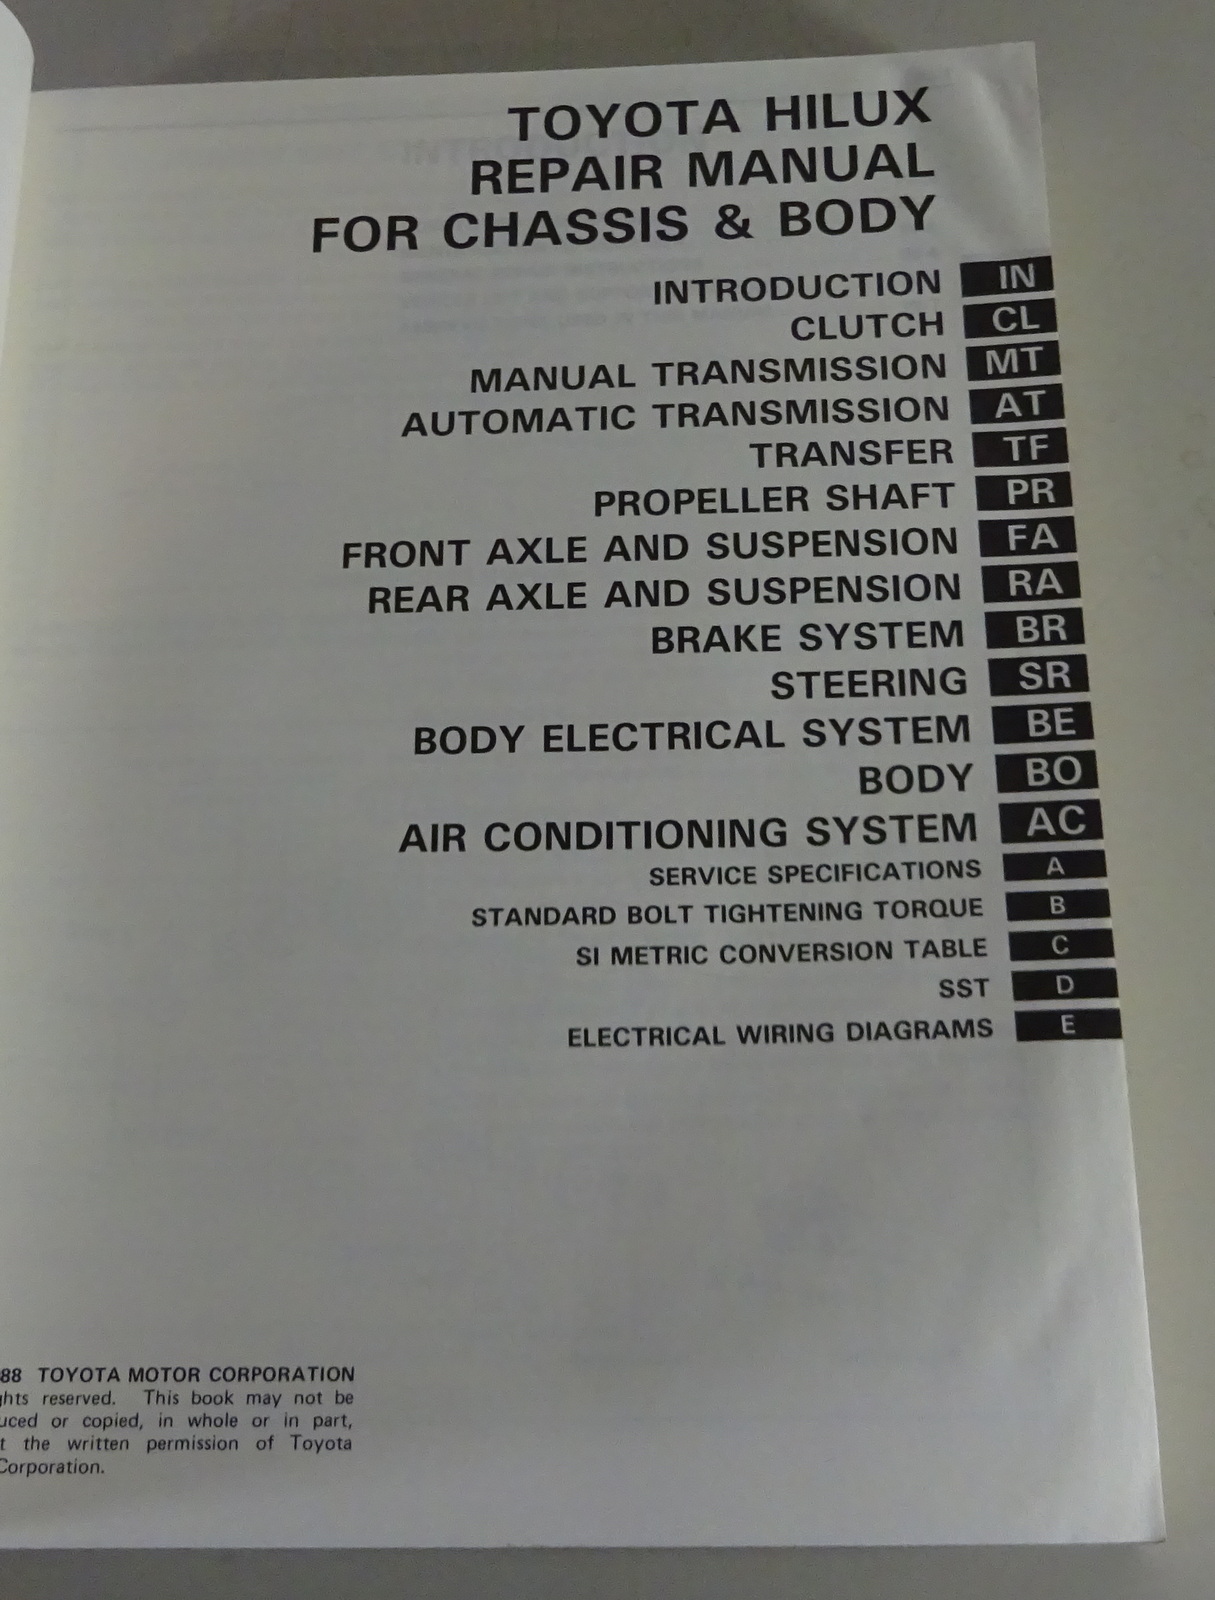 TOYOTA HILUX
REPAIR MANUAL
FOR CHASSIS & BODY
INTRODUCTION IN
CLUTCH CL
MANUAL TRANSMISSION MT
AUTOMATIC TRANSMISSION AT
TRANSFER TF
PROPELLER SHAFT PR
FRONT AXLE AND SUSPENSION FA
REAR AXLE AND SUSPENSION RA
BRAKE SYSTEM BR
STEERING SR
BODY ELECTRICAL SYSTEM BE
BODY BO
AIR CONDITIONING SYSTEM AC
SERVICE SPECIFICATIONS A
STANDARD BOLT TIGHTENING TORQUE B
SI METRIC CONVERSION TABLE C
SST D
ELECTRICAL WIRING DIAGRAMS E
88 TOYOTA MOTOR CORPORATION
ghts reserved. This book may not be
uced or copied, in whole or in part,
t the written permission of Toyota
Corporation.